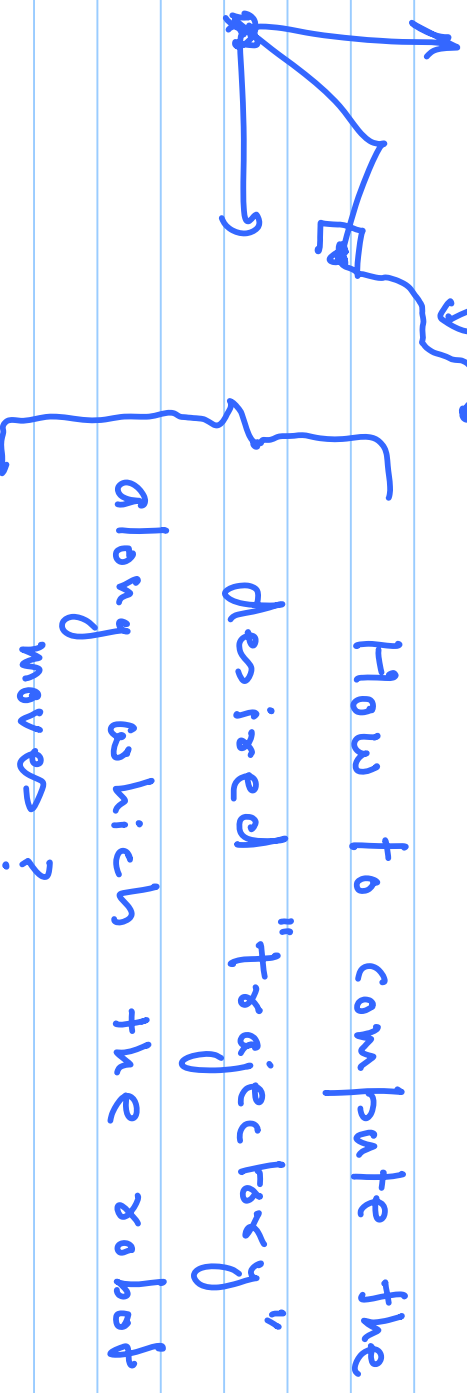 How to compute the
desired "trajectory"
along which the robot
moves?